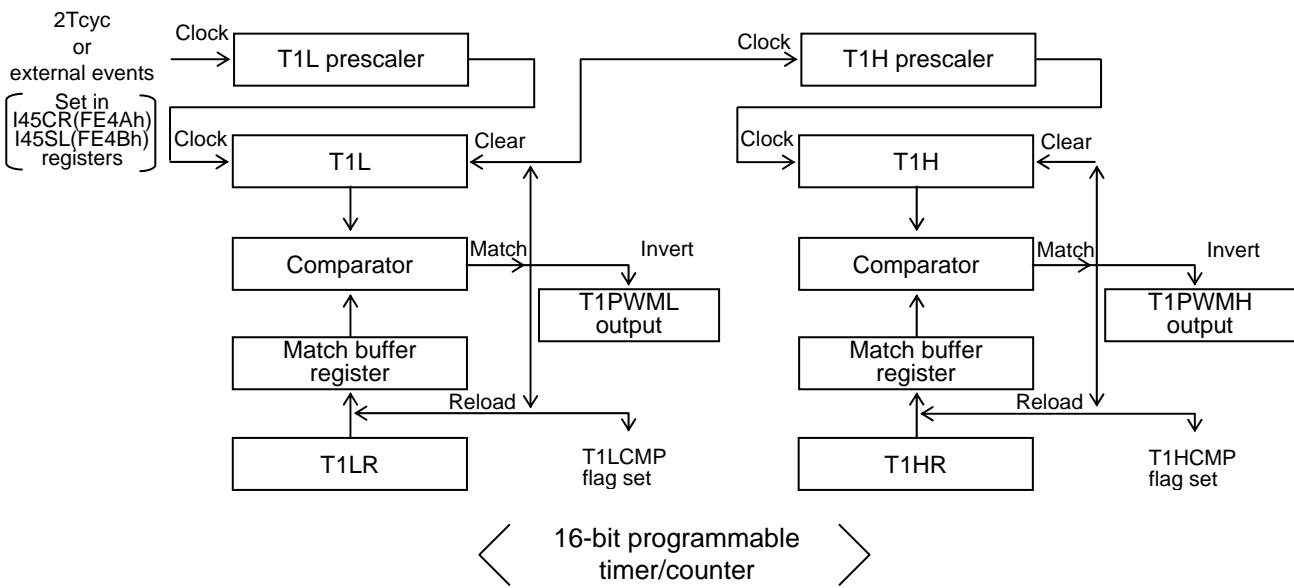 2Tcyc
or
external events
Set in
I45CR(FE4Ah)
I45SL(FE4Bh)
registers
Clock
T1L prescaler
Clock
T1L
Clear
Comparator
Match
Invert
T1PWML
output
Match buffer
register
Reload
T1LR
T1LCMP
flag set
Clock
T1H prescaler
Clock
T1H
Clear
Comparator
Match
Invert
T1PWMH
output
Match buffer
register
Reload
T1HR
T1HCMP
flag set
16-bit programmable
timer/counter